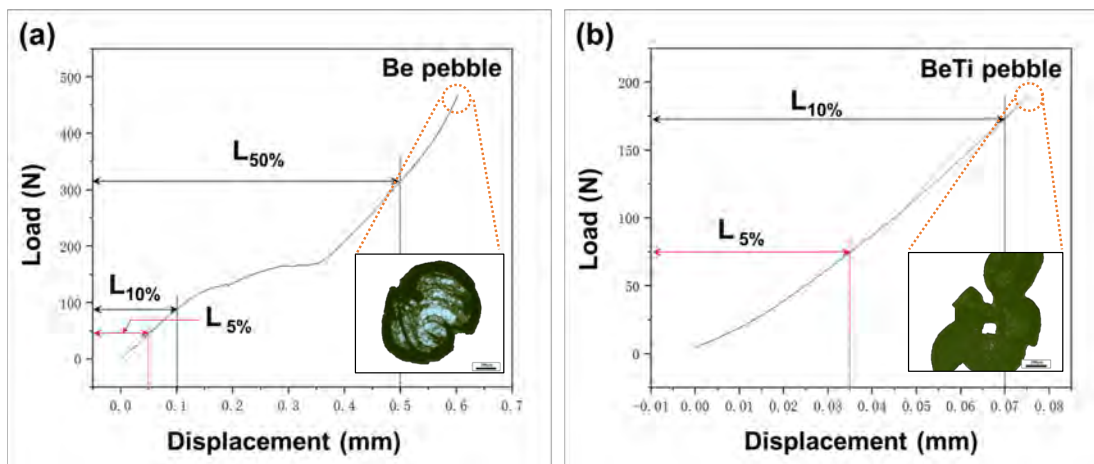 (a)
Be pebble
500
400
300
200
100
0
Load (N)
L50%
L10%
L 5%
0.0 0.1 0.2 0.3 0.4 0.5 0.6 0.7
Displacement (mm)
(b)
BeTi pebble
200
150
100
50
0
Load (N)
L10%
L 5%
-0.01 0.00 0.01 0.02 0.03 0.04 0.05 0.06 0.07 0.08
Displacement (mm)